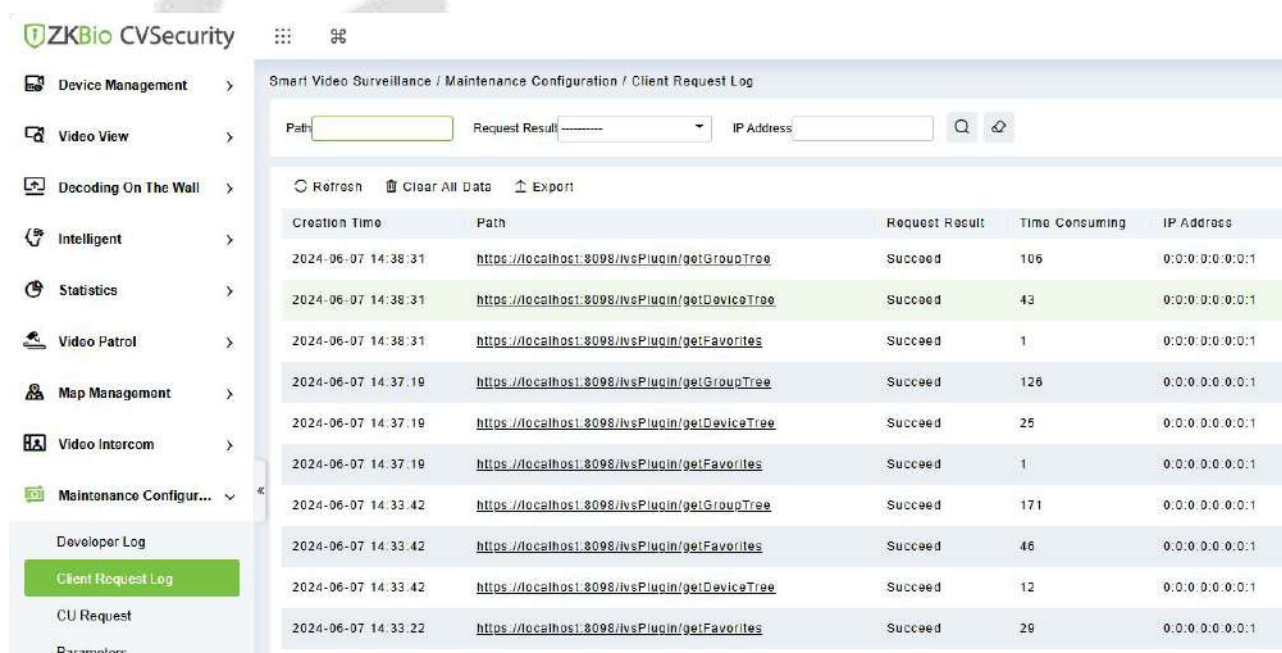 ZKBio CVSecurity
Device Management
Video View
Decoding On The Wall
Intelligent
Statistics
Video Patrol
Map Management
Video Intercom
Maintenance Configur...
Developer Log
Client Request Log
CU Request
Parameters
Smart Video Surveillance / Maintenance Configuration / Client Request Log
Path Request Result ---------- IP Address
Refresh Clear All Data Export
Creation Time Path Request Result Time Consuming IP Address
2024-06-07 14:38:31 https://localhost:8098/ivsPlugin/getGroupTree Succeed 106 0:0:0:0:0:0:0:1
2024-06-07 14:38:31 https://localhost:8098/ivsPlugin/getDeviceTree Succeed 43 0:0:0:0:0:0:0:1
2024-06-07 14:38:31 https://localhost:8098/ivsPlugin/getFavorites Succeed 1 0:0:0:0:0:0:0:1
2024-06-07 14:37:19 https://localhost:8098/ivsPlugin/getGroupTree Succeed 126 0:0:0:0:0:0:0:1
2024-06-07 14:37:19 https://localhost:8098/ivsPlugin/getDeviceTree Succeed 25 0:0:0:0:0:0:0:1
2024-06-07 14:37:19 https://localhost:8098/ivsPlugin/getFavorites Succeed 1 0:0:0:0:0:0:0:1
2024-06-07 14:33:42 https://localhost:8098/ivsPlugin/getGroupTree Succeed 171 0:0:0:0:0:0:0:1
2024-06-07 14:33:42 https://localhost:8098/ivsPlugin/getFavorites Succeed 46 0:0:0:0:0:0:0:1
2024-06-07 14:33:42 https://localhost:8098/ivsPlugin/getDeviceTree Succeed 12 0:0:0:0:0:0:0:1
2024-06-07 14:33:22 https://localhost:8098/ivsPlugin/getFavorites Succeed 29 0:0:0:0:0:0:0:1